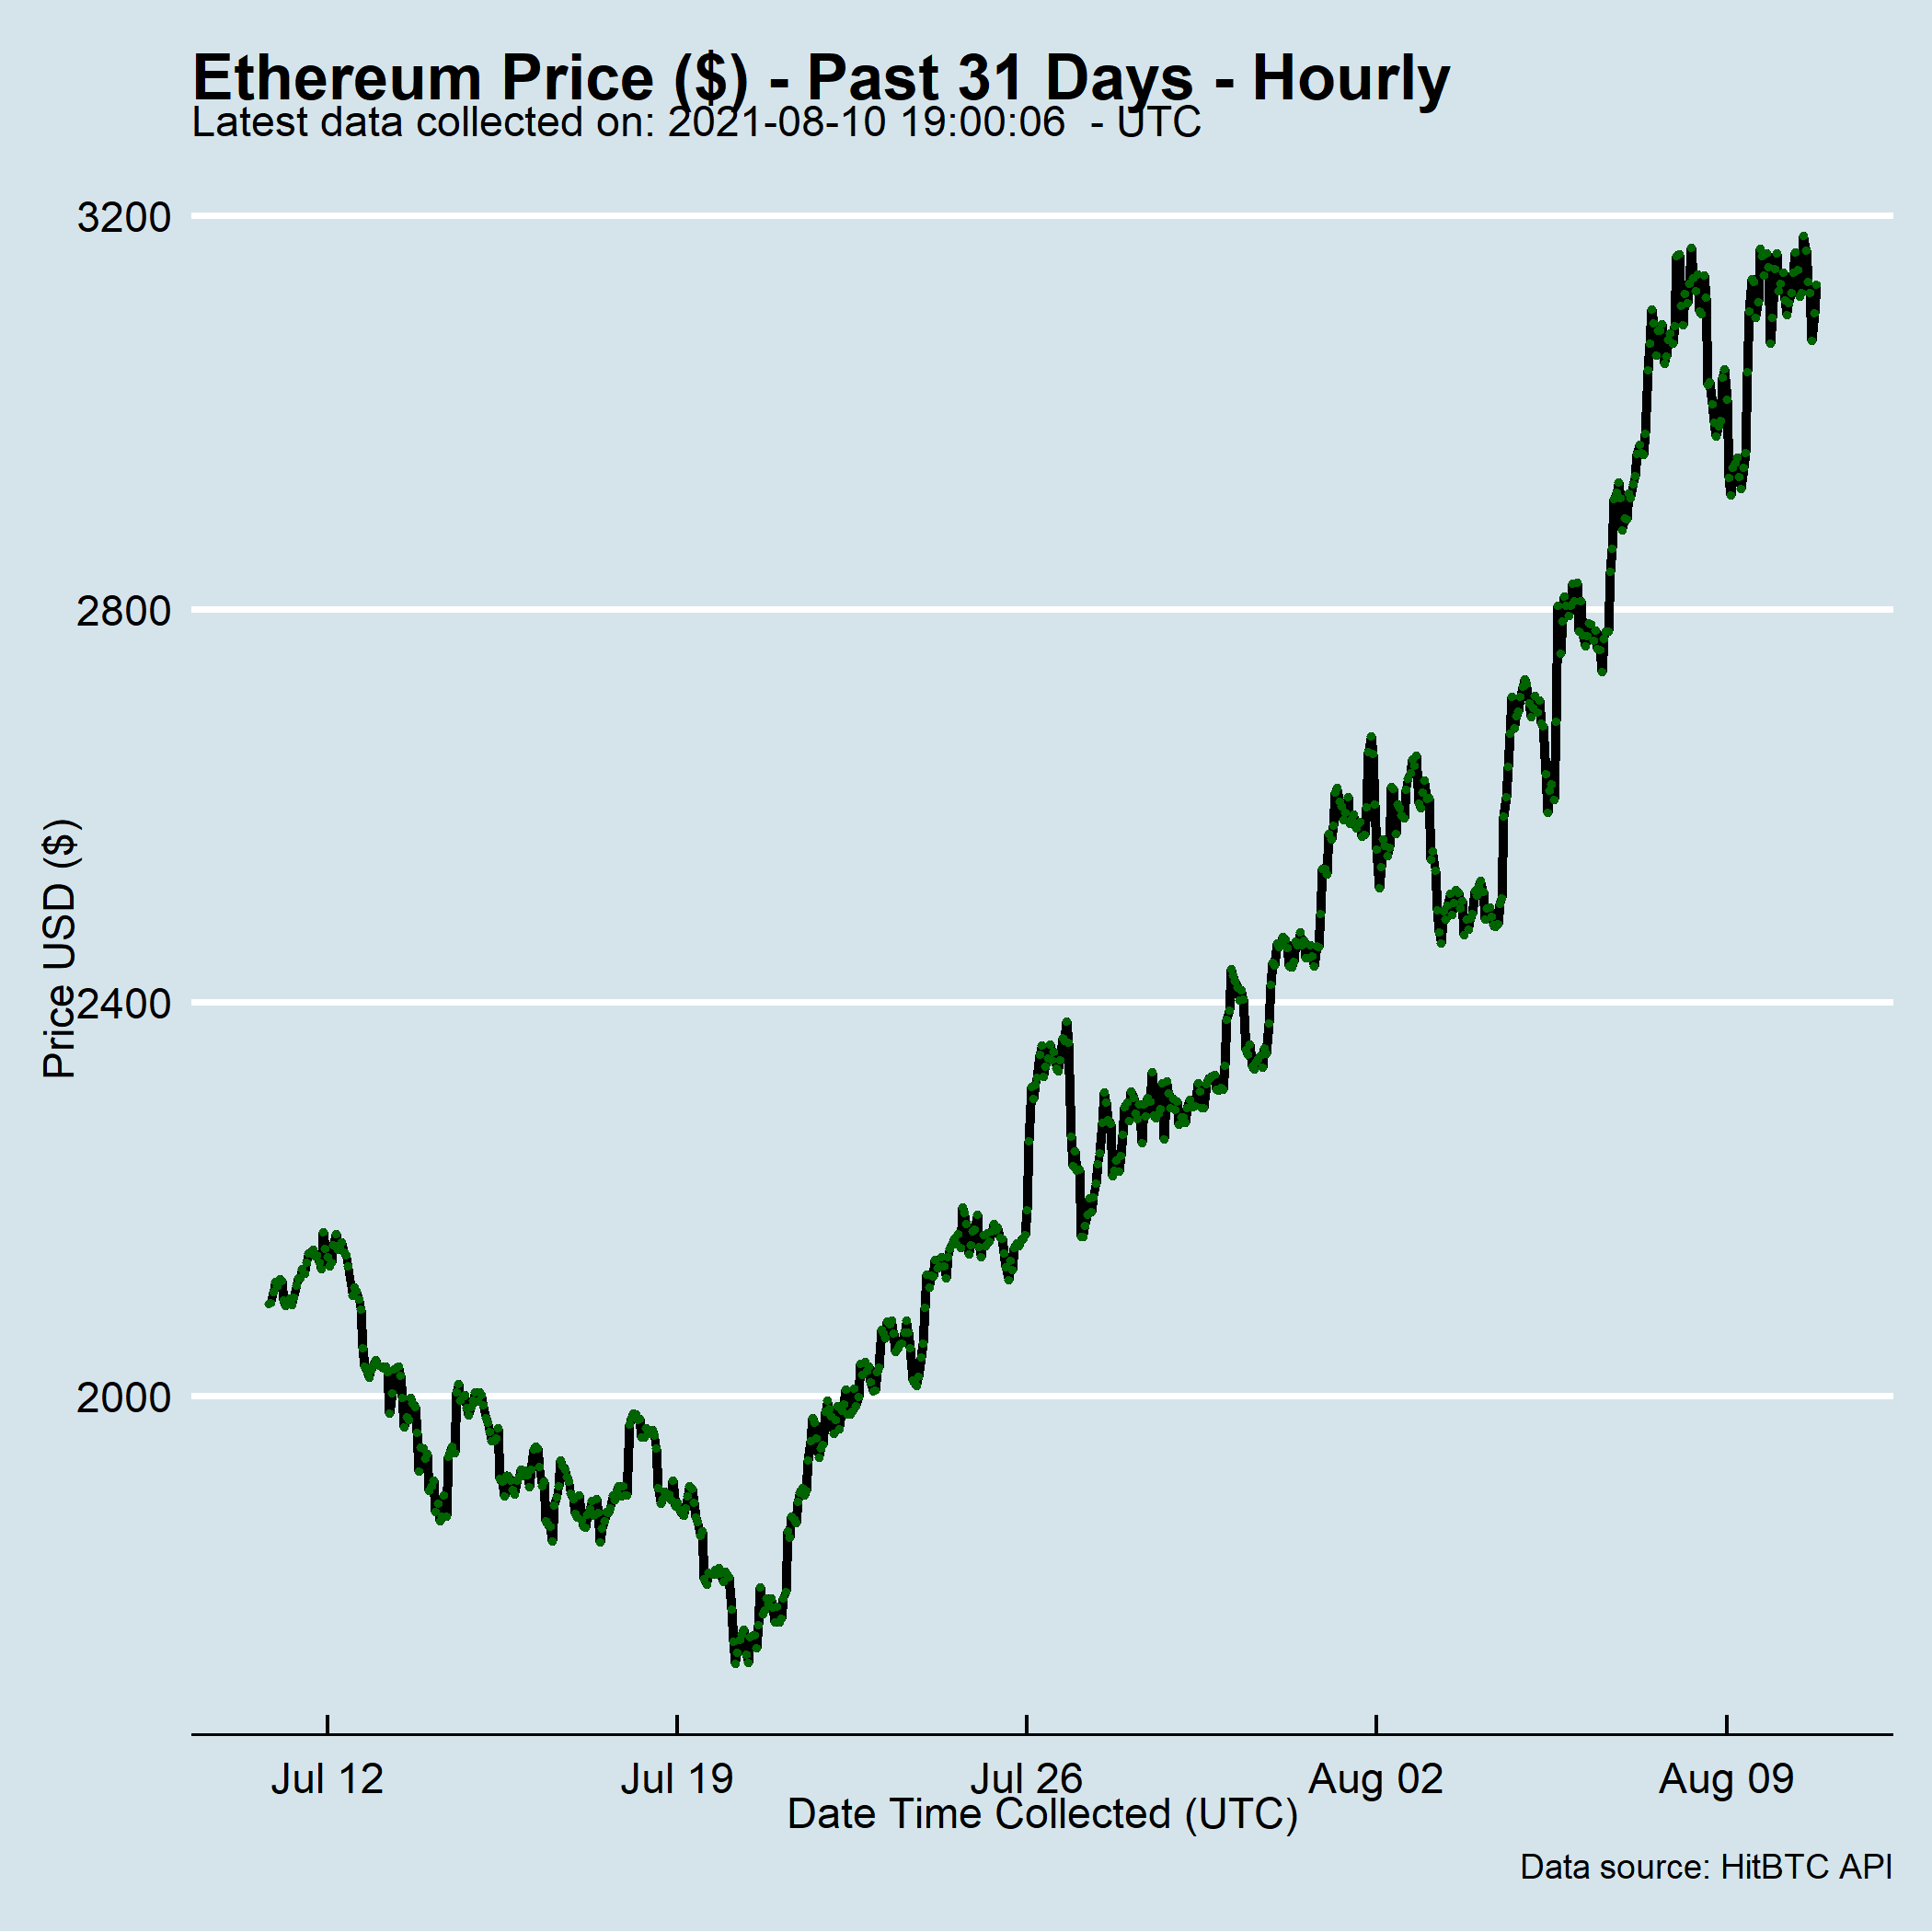 Ethereum Price ($) - Past 31 Days - Hourly
Latest data collected on: 2021-08-10 19:00:06  - UTC
3200
2800
2400
2000
Price USD ($)
Jul 12
Jul 19
Jul 26
Aug 02
Aug 09
Date Time Collected (UTC)
Data source: HitBTC API